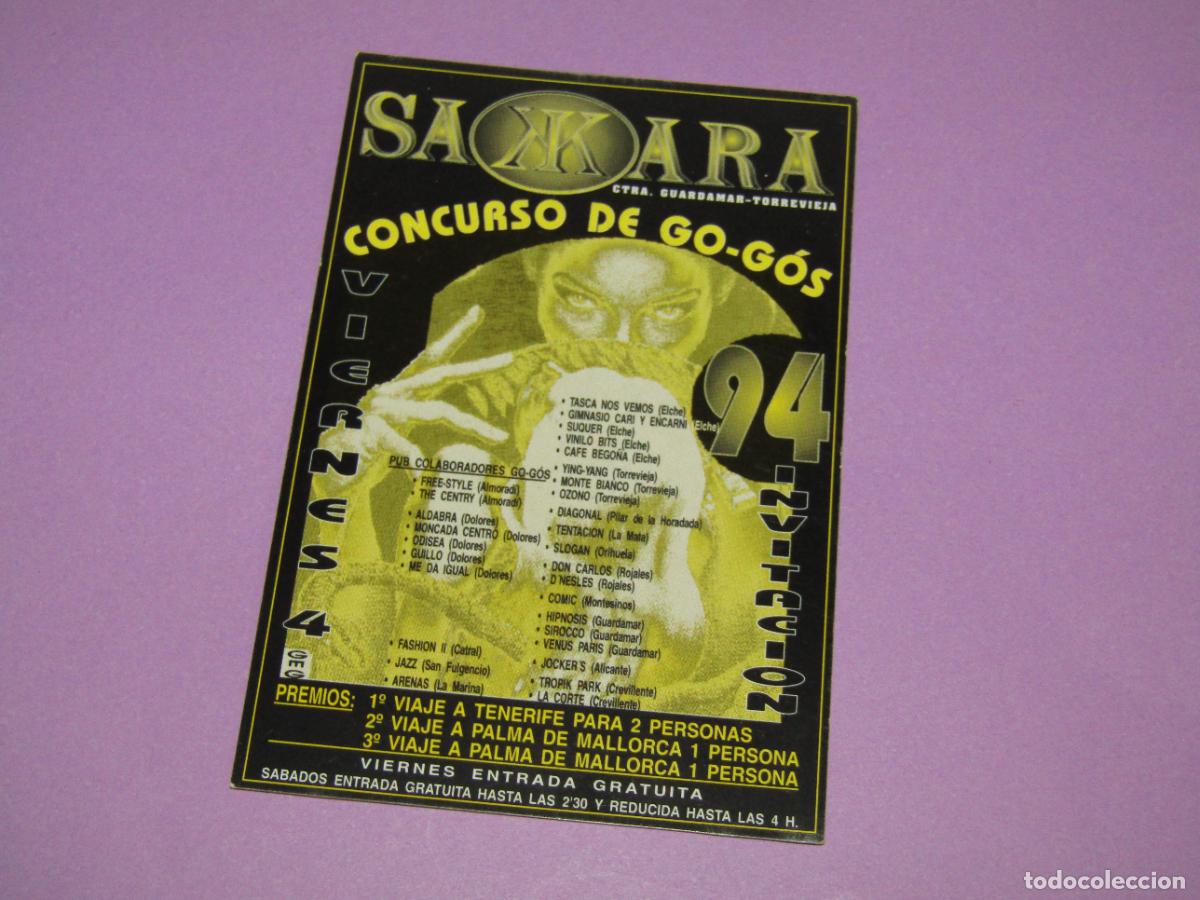 SAKKARA
CTRA. GUARDAMAR-TORREVIEJA
CONCURSO DE GO-GÓS
VIERNES 4
94
INVITACION
• TASCA NOS VEMOS (Elche)
• GIMNASIO CARI Y ENCARNI (Elche)
• SUQUER (Elche)
• VINILO BITS (Elche)
• CAFE BEGOÑA (Elche)
PUB COLABORADORES GO-GÓS
• YING-YANG (Torrevieja)
• MONTE BIANCO (Torrevieja)
• OZONO (Torrevieja)
• FREE-STYLE (Almoradi)
• THE CENTRY (Almoradi)
• DIAGONAL (Pilar de la Horadada)
• ALDABRA (Dolores)
• MONCADA CENTRO (Dolores)
• ODISEA (Dolores)
• GUILLO (Dolores)
• ME DA IGUAL (Dolores)
• TENTACION (La Mata)
• SLOGAN (Orihuela)
• DON CARLOS (Rojales)
• D'NESLES (Rojales)
• COMIC (Montesinos)
• HIPNOSIS (Guardamar)
• SIROCCO (Guardamar)
• VENUS PARIS (Guardamar)
• FASHION II (Catral)
• JAZZ (San Fulgencio)
• ARENAS (La Marina)
• JOCKER'S (Alicante)
• TROPIK PARK (Crevillente)
LA CORTE (Crevillente)
GMG
PREMIOS: 1º VIAJE A TENERIFE PARA 2 PERSONAS
2º VIAJE A PALMA DE MALLORCA 1 PERSONA
3º VIAJE A PALMA DE MALLORCA 1 PERSONA
VIERNES ENTRADA GRATUITA
SABADOS ENTRADA GRATUITA HASTA LAS 2'30 Y REDUCIDA HASTA LAS 4 H.
todocoleccion